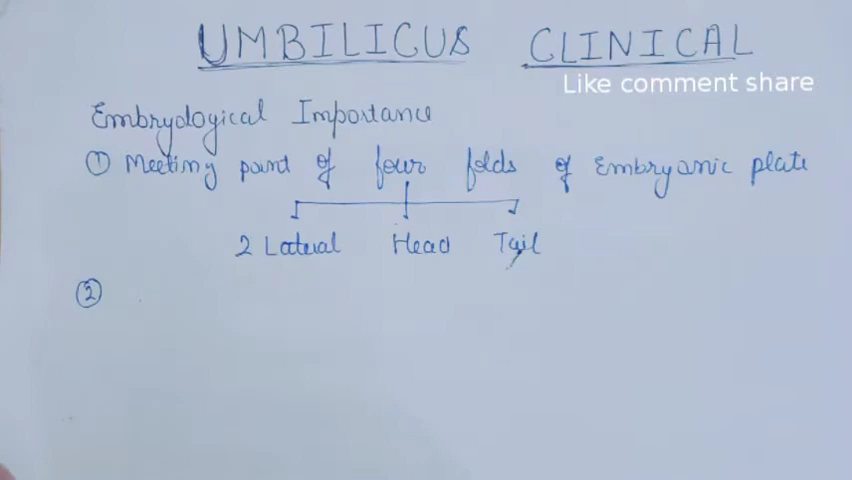 UMBILICUS CLINICAL
Like comment share
Embryological Importance
① Meeting point of four folds of Embryonic plate
2 Lateral Head Tail
②